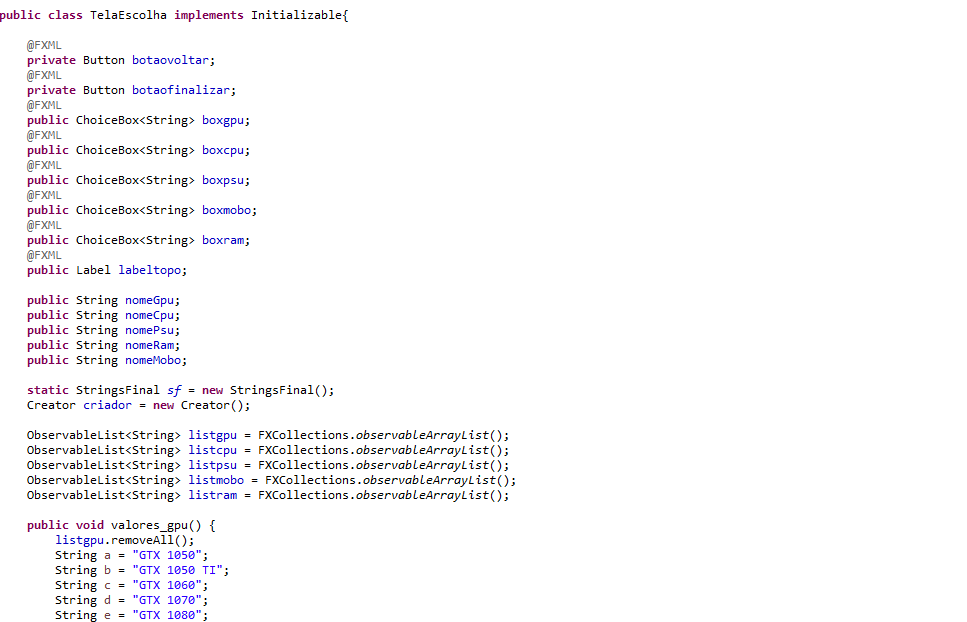 public class TelaEscolha implements Initializable{
@FXML
private Button botaovoltar;
@FXML
private Button botaofinalizar;
@FXML
public ChoiceBox<String> boxgpu;
@FXML
public ChoiceBox<String> boxcpu;
@FXML
public ChoiceBox<String> boxpsu;
@FXML
public ChoiceBox<String> boxmobo;
@FXML
public ChoiceBox<String> boxram;
@FXML
public Label labeltopo;
public String nomeGpu;
public String nomeCpu;
public String nomePsu;
public String nomeRam;
public String nomeMobo;
static StringsFinal sf = new StringsFinal();
Creator criador = new Creator();
ObservableList<String> listgpu = FXCollections.observableArrayList();
ObservableList<String> listcpu = FXCollections.observableArrayList();
ObservableList<String> listpsu = FXCollections.observableArrayList();
ObservableList<String> listmobo = FXCollections.observableArrayList();
ObservableList<String> listram = FXCollections.observableArrayList();
public void valores_gpu() {
listgpu.removeAll();
String a = "GTX 1050";
String b = "GTX 1050 TI";
String c = "GTX 1060";
String d = "GTX 1070";
String e = "GTX 1080";